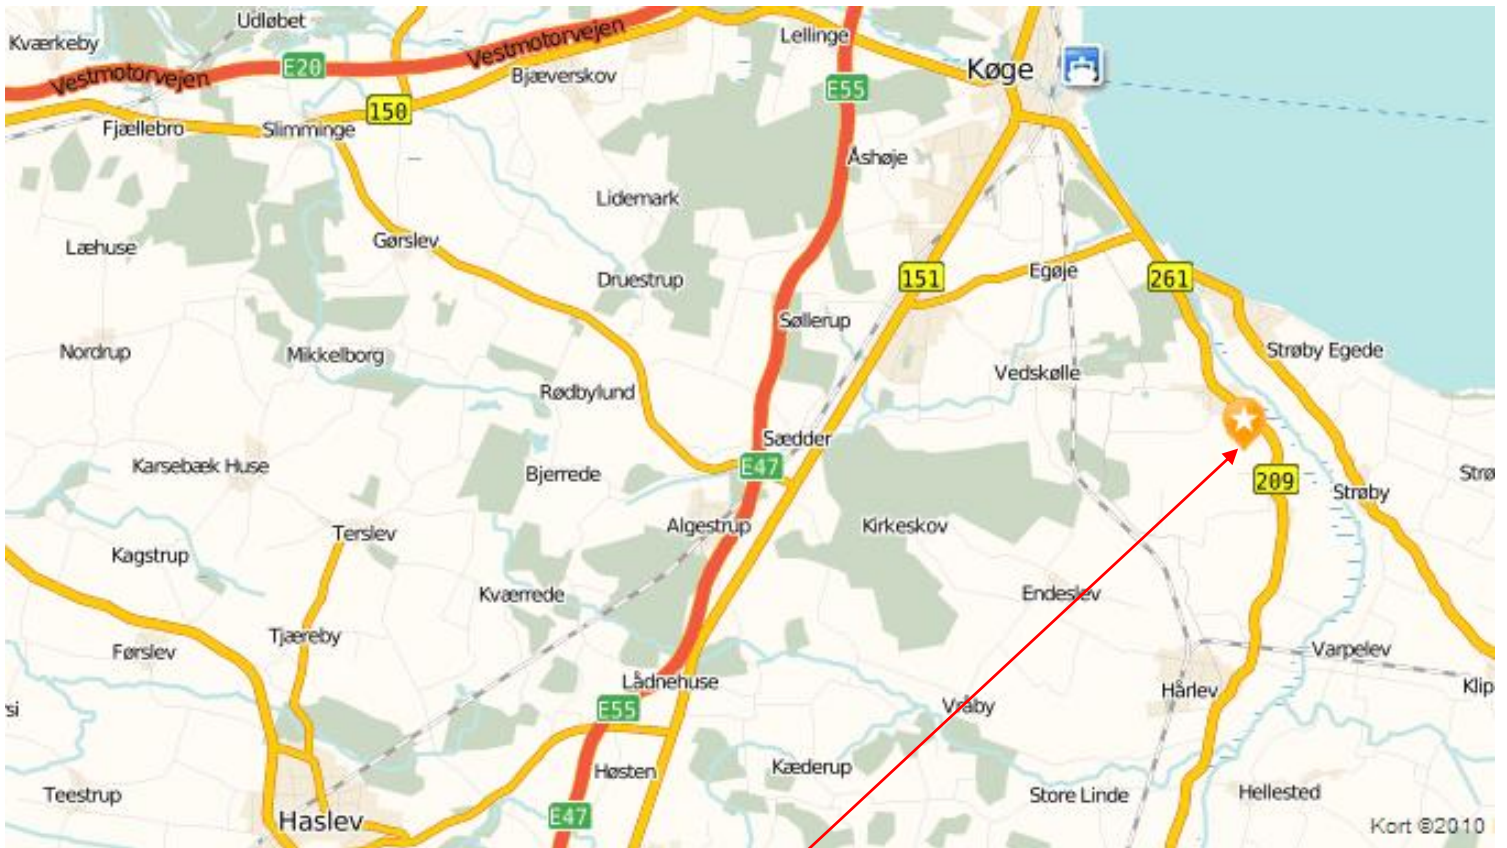 Udløbet
Kværkeby
Lellinge
Vestmotorvejen
E20
Vestmotorvejen
Bjæverskov
Køge
E55
150
Fjællebro
Slimminge
Åshøje
Lidemark
Læhuse
Gørslev
Druestrup
151
Egøje
261
Søllerup
Nordrup
Mikkelborg
Strøby Egede
Vedskølle
Rødbylund
Sædder
Karsebæk Huse
Bjerrede
E47
209
Strø
Strøby
Terslev
Algestrup
Kirkeskov
Kagstrup
Kværrede
Endeslev
Tjæreby
Førslev
Varpelev
Lådnehuse
Hårlev
Klip
si
E55
Vråby
Høsten
Kæderup
Teestrup
Store Linde
Hellested
Haslev
E47
Kort ©2010